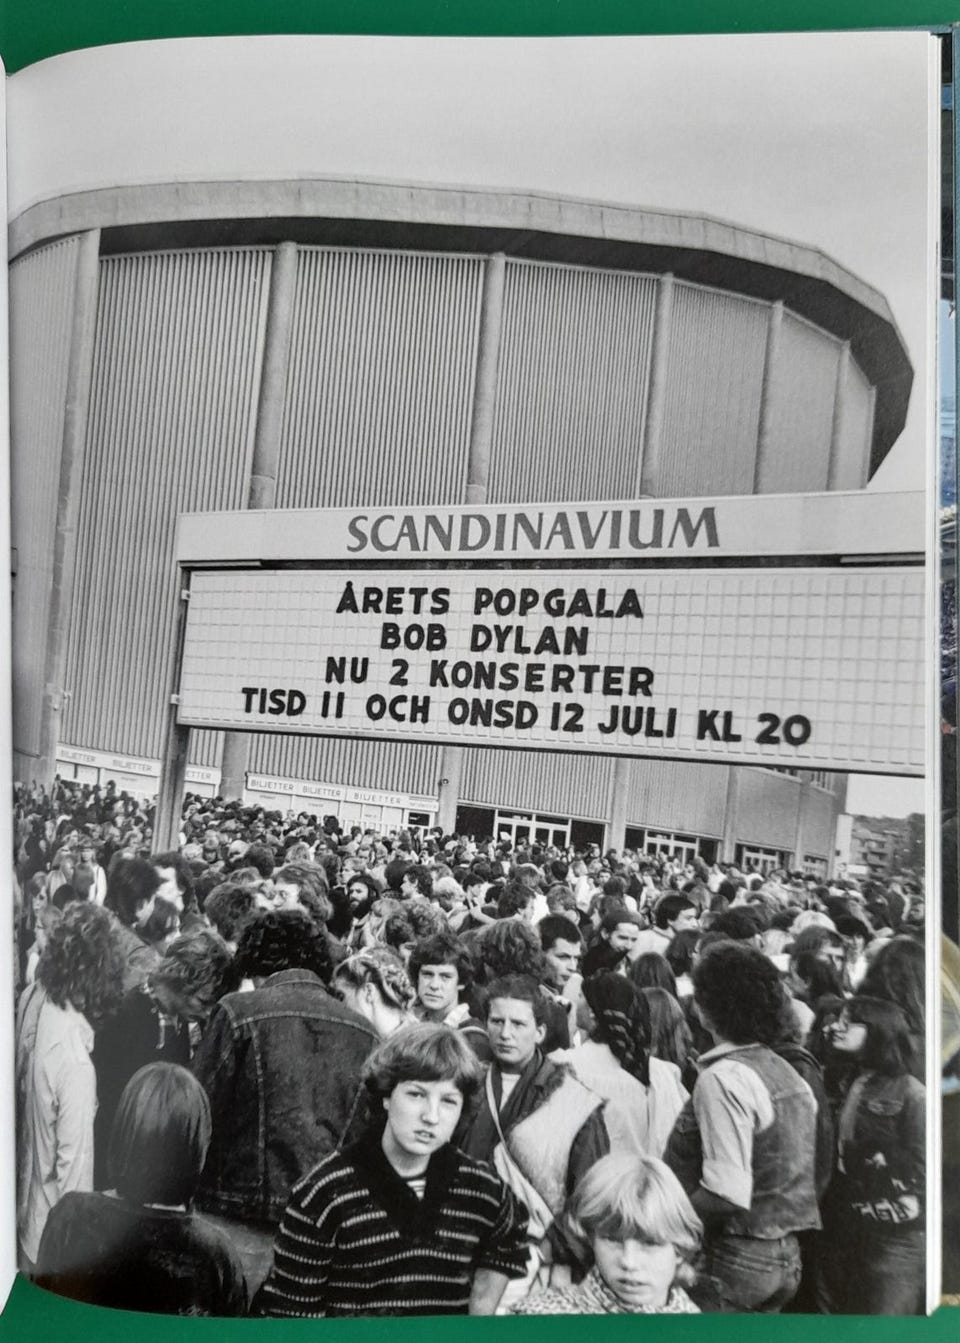 SCANDINAVIUM
ÅRETS POPGALA
BOB DYLAN
NU 2 KONSERTER
TISD 11 OCH ONSD 12 JULI KL 20
BILJETTER BILJETTER
BILJETTER BILJETTER BILJETTER